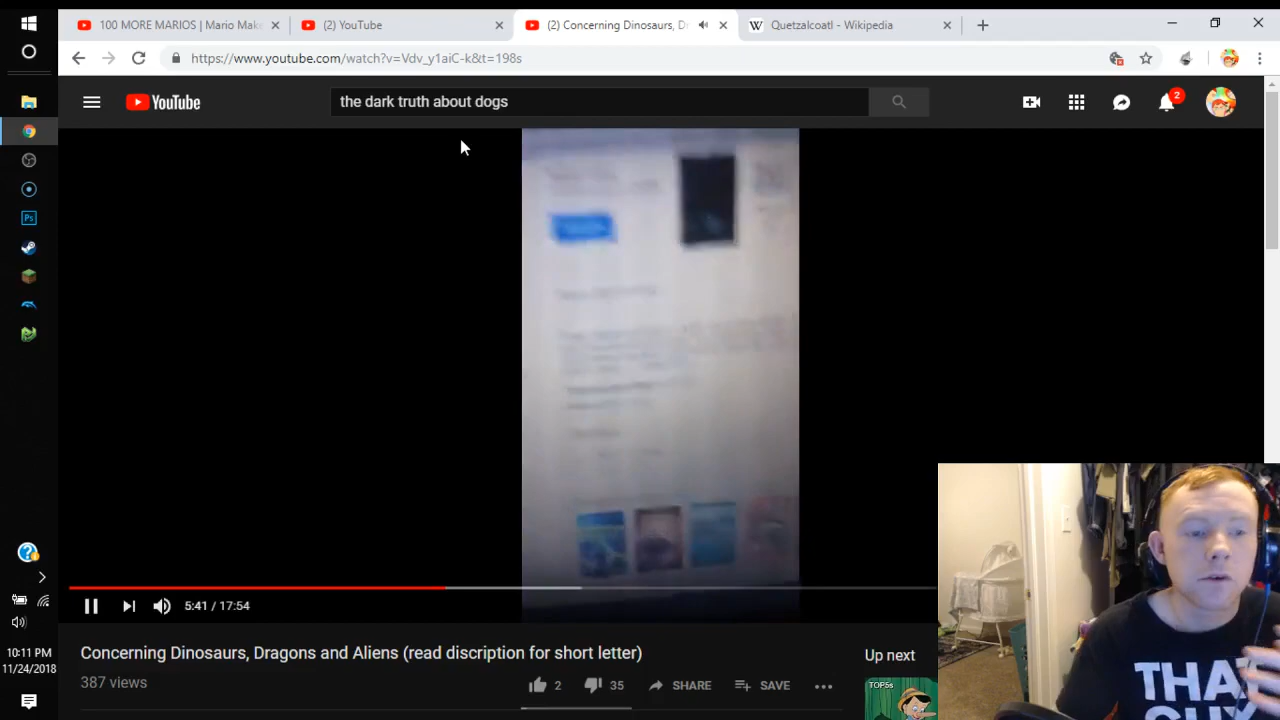 100 MORE MARIOS | Mario Mak
(2) YouTube
(2) Concerning Dinosaurs, D
Quetzalcoatl - Wikipedia
https://www.youtube.com/watch?v=Vdv_y1aiC-k&t=198s
YouTube
the dark truth about dogs
2
Ps
5:41 / 17:54
Concerning Dinosaurs, Dragons and Aliens (read discription for short letter)
387 views
2
35
SHARE
SAVE
Up next
TOP5s
THAT
GUY
10:11 PM
11/24/2018